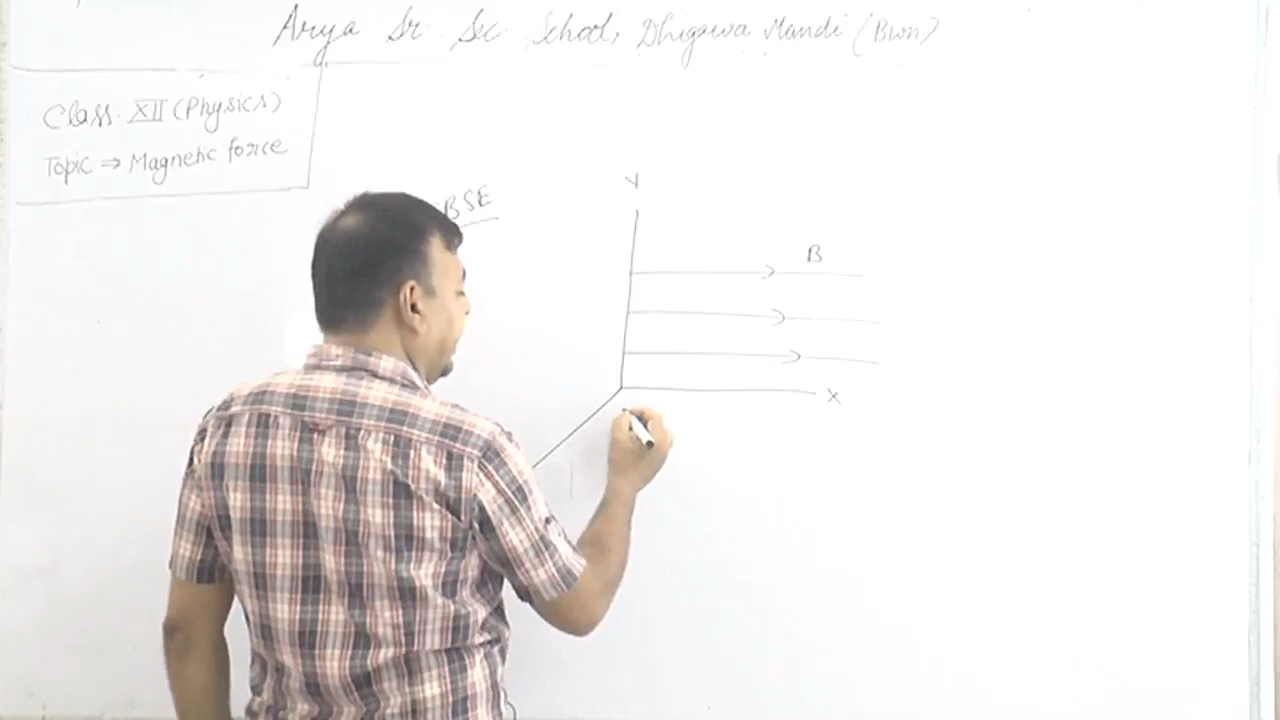 Arya Sr. Sec. School, Dhigawa Mandi (Bwn)
Class. XII (Physics)
Topic ⇒ Magnetic force
BSE
Y
B
X